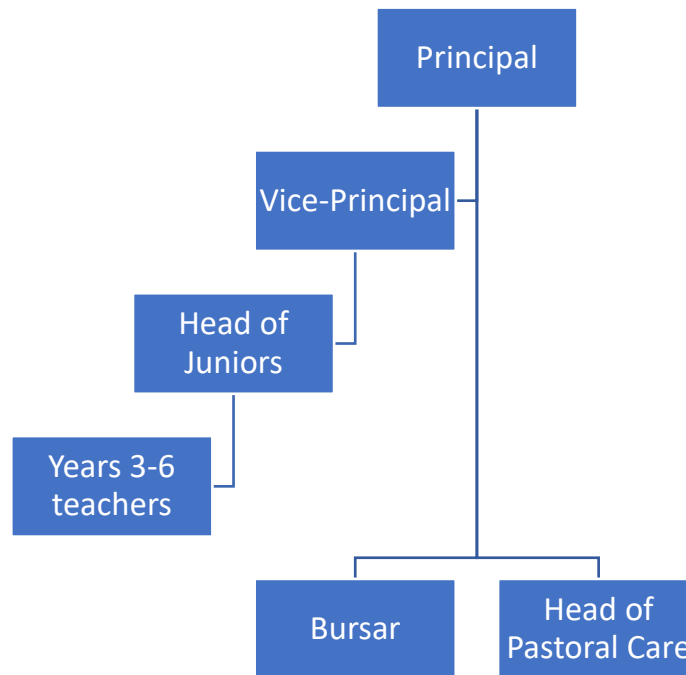 Principal
Vice-Principal
Head of
Juniors
Years 3-6
teachers
Bursar
Head of
Pastoral Care